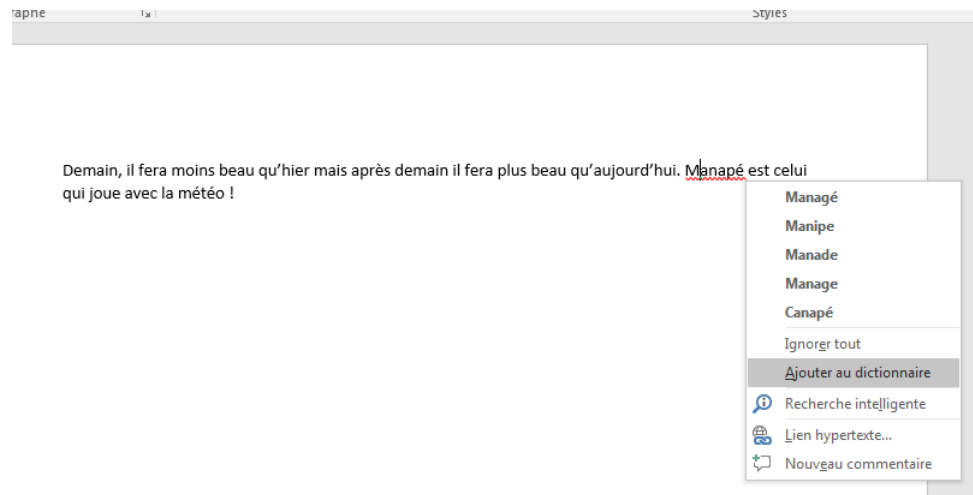 raphe
Styles
Demain, il fera moins beau qu’hier mais après demain il fera plus beau qu’aujourd’hui. Manapé est celui
qui joue avec la météo !
Managé
Manipe
Manade
Manage
Canapé
Ignorer tout
Ajouter au dictionnaire
Recherche intelligente
Lien hypertexte...
Nouveau commentaire